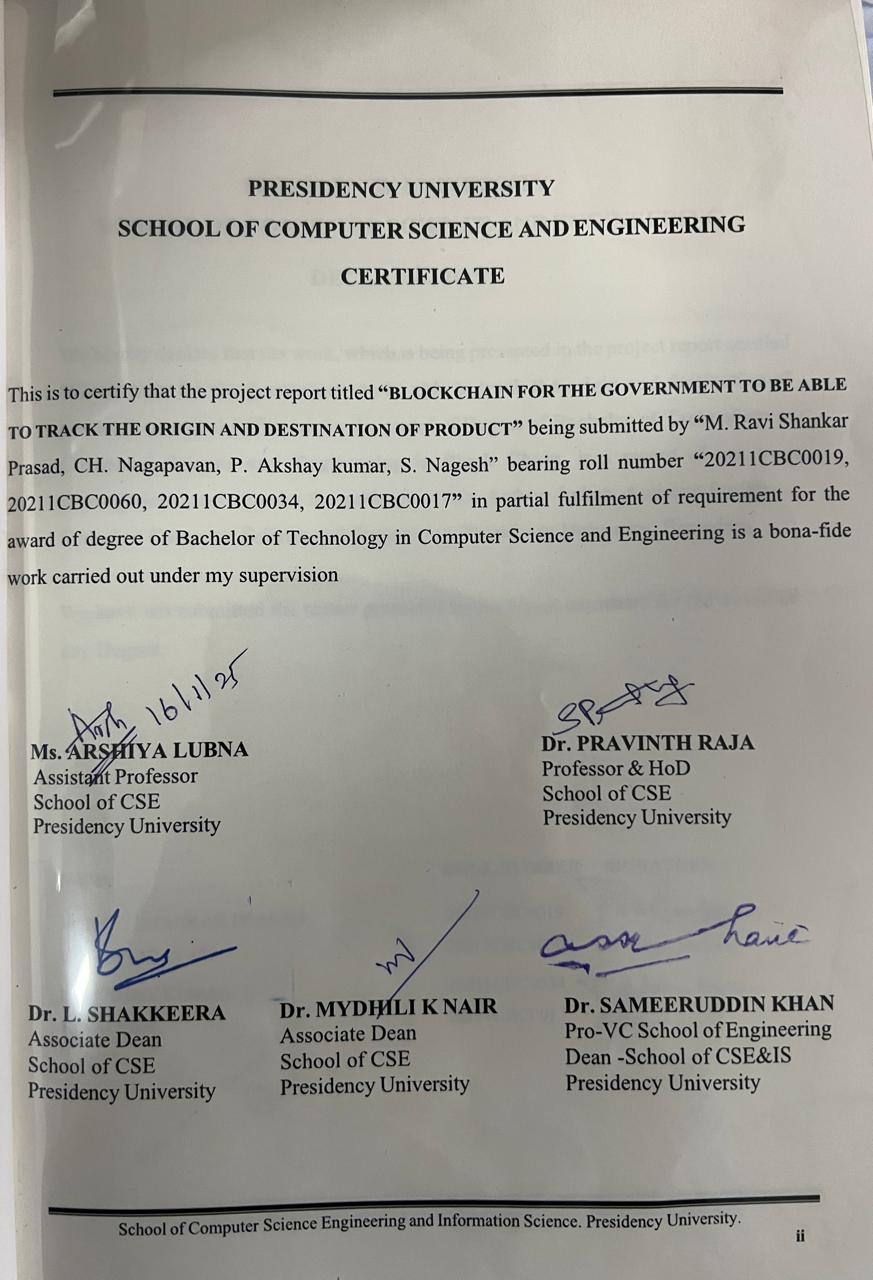 PRESIDENCY UNIVERSITY
SCHOOL OF COMPUTER SCIENCE AND ENGINEERING
CERTIFICATE
This is to certify that the project report titled “BLOCKCHAIN FOR THE GOVERNMENT TO BE ABLE
TO TRACK THE ORIGIN AND DESTINATION OF PRODUCT” being submitted by “M. Ravi Shankar
Prasad, CH. Nagapavan, P. Akshay kumar, S. Nagesh” bearing roll number “20211CBC0019,
20211CBC0060, 20211CBC0034, 20211CBC0017” in partial fulfilment of requirement for the
award of degree of Bachelor of Technology in Computer Science and Engineering is a bona-fide
work carried out under my supervision
16/1/25
Ms. ARSHIYA LUBNA
Assistant Professor
School of CSE
Presidency University
Dr. PRAVINTH RAJA
Professor & HoD
School of CSE
Presidency University
Dr. L. SHAKKEERA
Associate Dean
School of CSE
Presidency University
Dr. MYDHILI K NAIR
Associate Dean
School of CSE
Presidency University
Dr. SAMEERUDDIN KHAN
Pro-VC School of Engineering
Dean -School of CSE&IS
Presidency University
School of Computer Science Engineering and Information Science. Presidency University.
ii